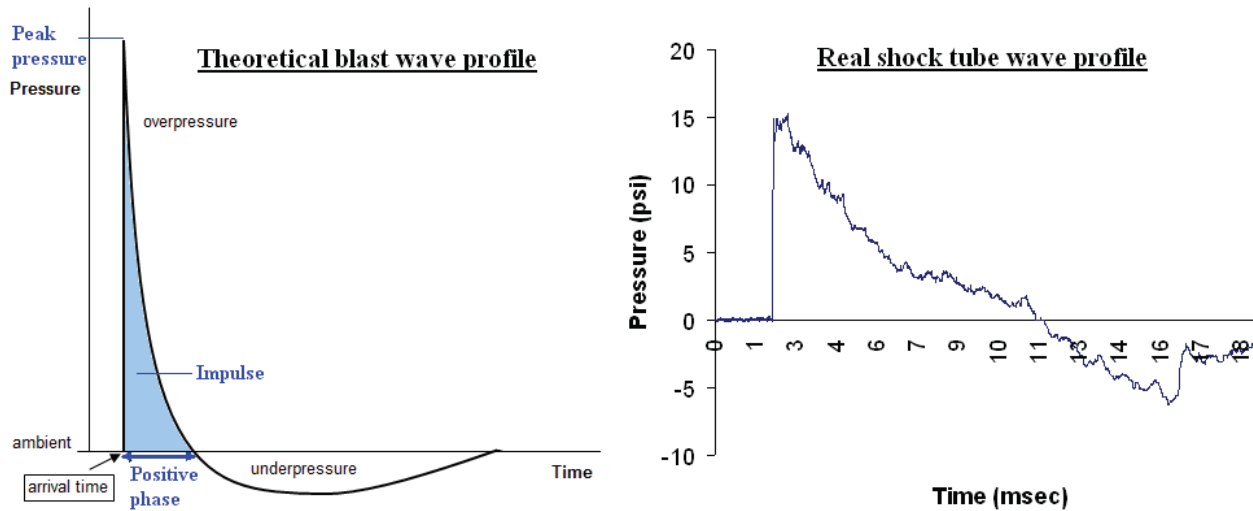 Peak
pressure
Pressure
Theoretical blast wave profile
overpressure
Impulse
ambient
underpressure
Time
arrival time
Positive
phase
Real shock tube wave profile
20
15
10
5
0
-5
-10
Pressure (psi)
0 1 2 3 4 6 7 9 10 11 13 14 16 17 18
Time (msec)